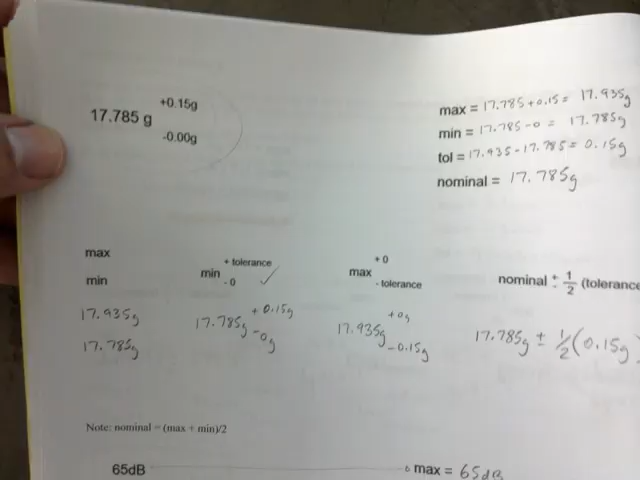 17.785 g +0.15g -0.00g
max = 17.785 + 0.15 = 17.935g
min = 17.785 - 0 = 17.785g
tol = 17.935 - 17.785 = 0.15g
nominal = 17.785g
max
min
min + tolerance - 0 ✓
max + 0 - tolerance
nominal ± 1/2 (tolerance
17.935g
17.785g
17.785g + 0.15g - 0g
17.935g + 0g - 0.15g
17.785g ± 1/2 (0.15g)
Note: nominal = (max + min)/2
65dB
max = 65dB